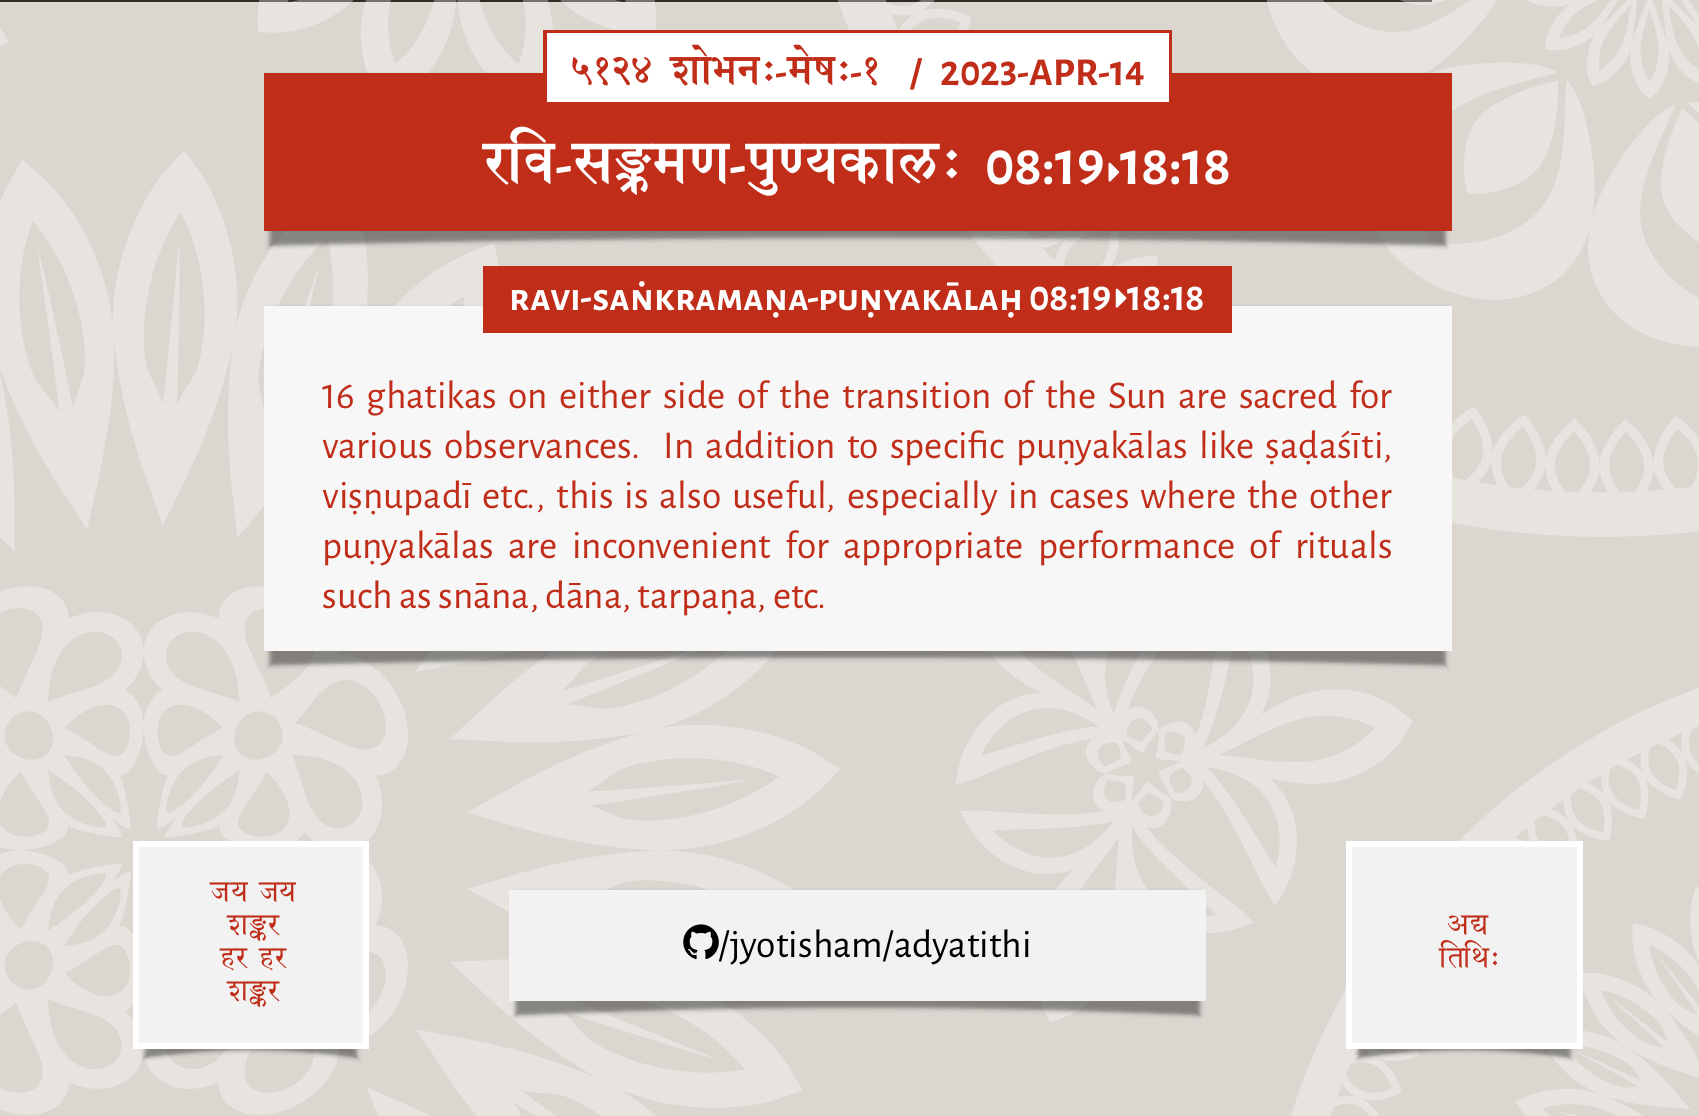 ५१२४ शोभनः-मेषः-१ / 2023-APR-14
रवि-सङ्क्रमण-पुण्यकालः 08:19▸18:18
RAVI-SAṄKRAMAṆA-PUṆYAKĀLAḤ 08:19▸18:18
16 ghatikas on either side of the transition of the Sun are sacred for
various observances. In addition to specific puṇyakālas like ṣaḍaśīti,
viṣṇupadī etc., this is also useful, especially in cases where the other
puṇyakālas are inconvenient for appropriate performance of rituals
such as snāna, dāna, tarpaṇa, etc.
जय जय
शङ्कर
हर हर
शङ्कर
/jyotisham/adyatithi
अद्य
तिथिः